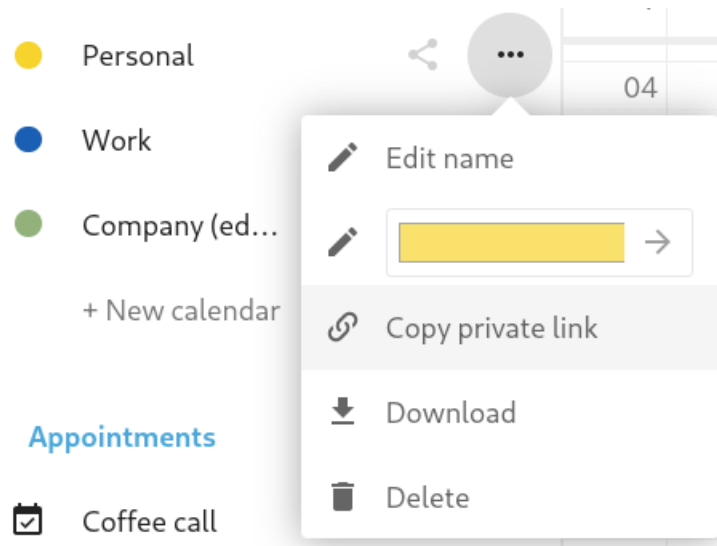 Personal
04
Work
Edit name
Company (ed...
+ New calendar
Copy private link
Download
Appointments
Delete
Coffee call